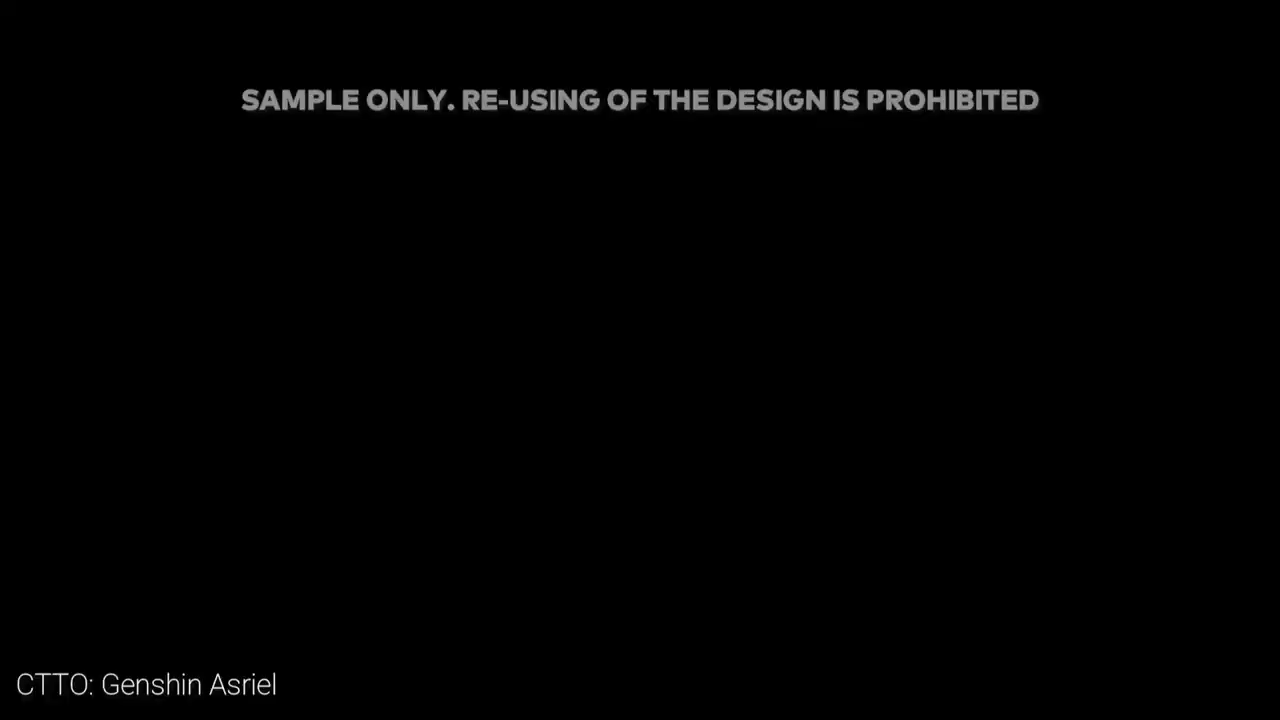 SAMPLE ONLY. RE-USING OF THE DESIGN IS PROHIBITED
CTTO: Genshin Asriel